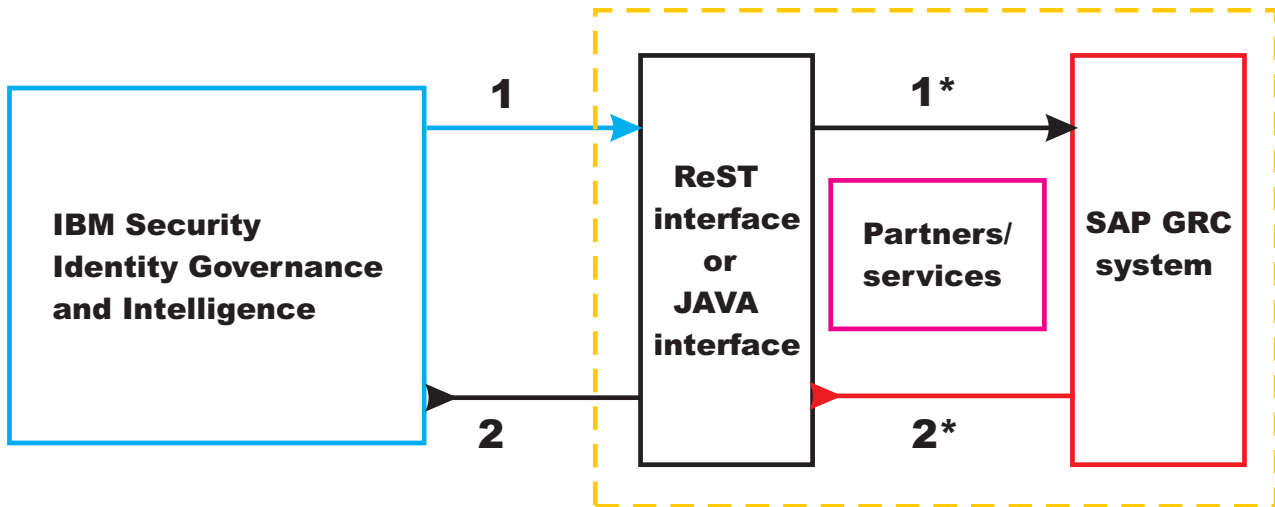 1
1*
IBM Security
Identity Governance
and Intelligence
ReST
interface
or
JAVA
interface
Partners/
services
SAP GRC
system
2
2*